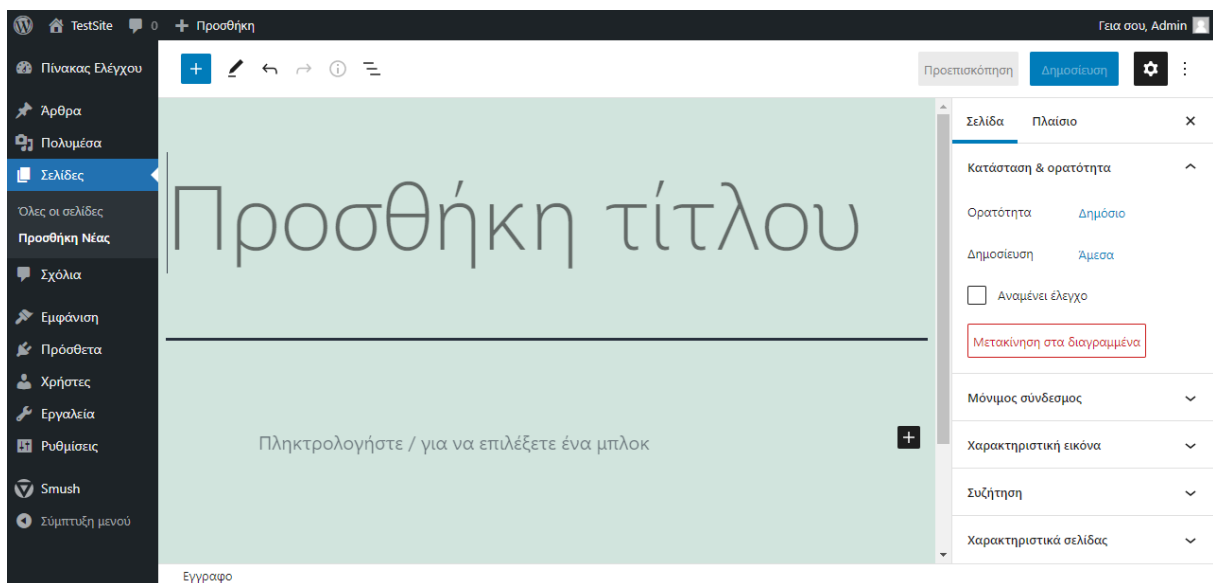 TestSite 0 Προσθήκη Γεια σου, Admin
Πίνακας Ελέγχου
Άρθρα
Πολυμέσα
Σελίδες
Όλες οι σελίδες
Προσθήκη Νέας
Σχόλια
Εμφάνιση
Πρόσθετα
Χρήστες
Εργαλεία
Ρυθμίσεις
Smush
Σύμπτυξη μενού
Προεπισκόπηση Δημοσίευση
Προσθήκη τίτλου
Πληκτρολογήστε / για να επιλέξετε ένα μπλοκ
Εγγραφο
Σελίδα Πλαίσιο
Κατάσταση & ορατότητα
Ορατότητα Δημόσιο
Δημοσίευση Άμεσα
Αναμένει έλεγχο
Μετακίνηση στα διαγραμμένα
Μόνιμος σύνδεσμος
Χαρακτηριστική εικόνα
Συζήτηση
Χαρακτηριστικά σελίδας